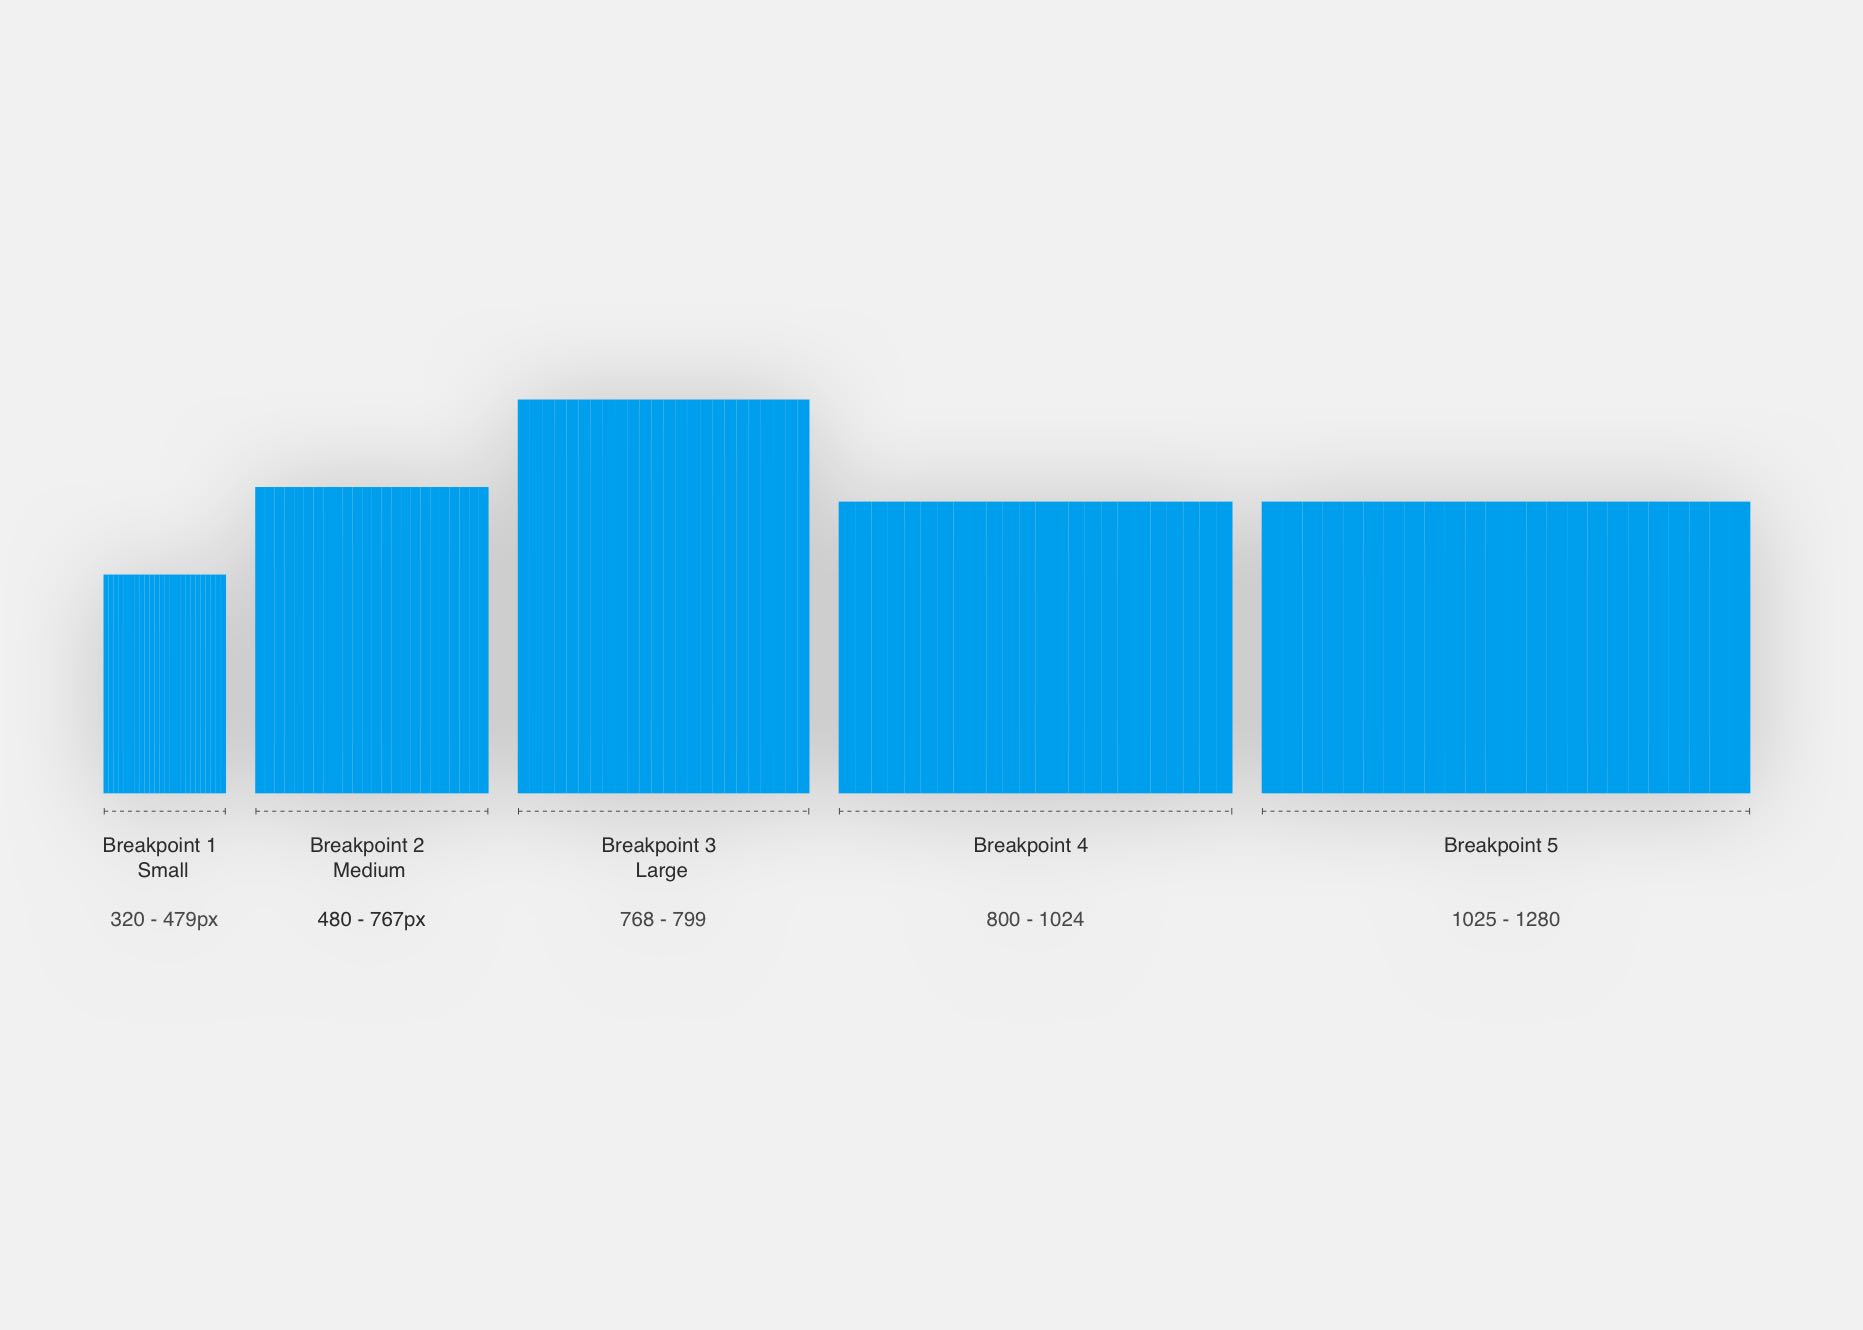 Breakpoint 1
Small
320 - 479px
Breakpoint 2
Medium
480 - 767px
Breakpoint 3
Large
768 - 799
Breakpoint 4
800 - 1024
Breakpoint 5
1025 - 1280